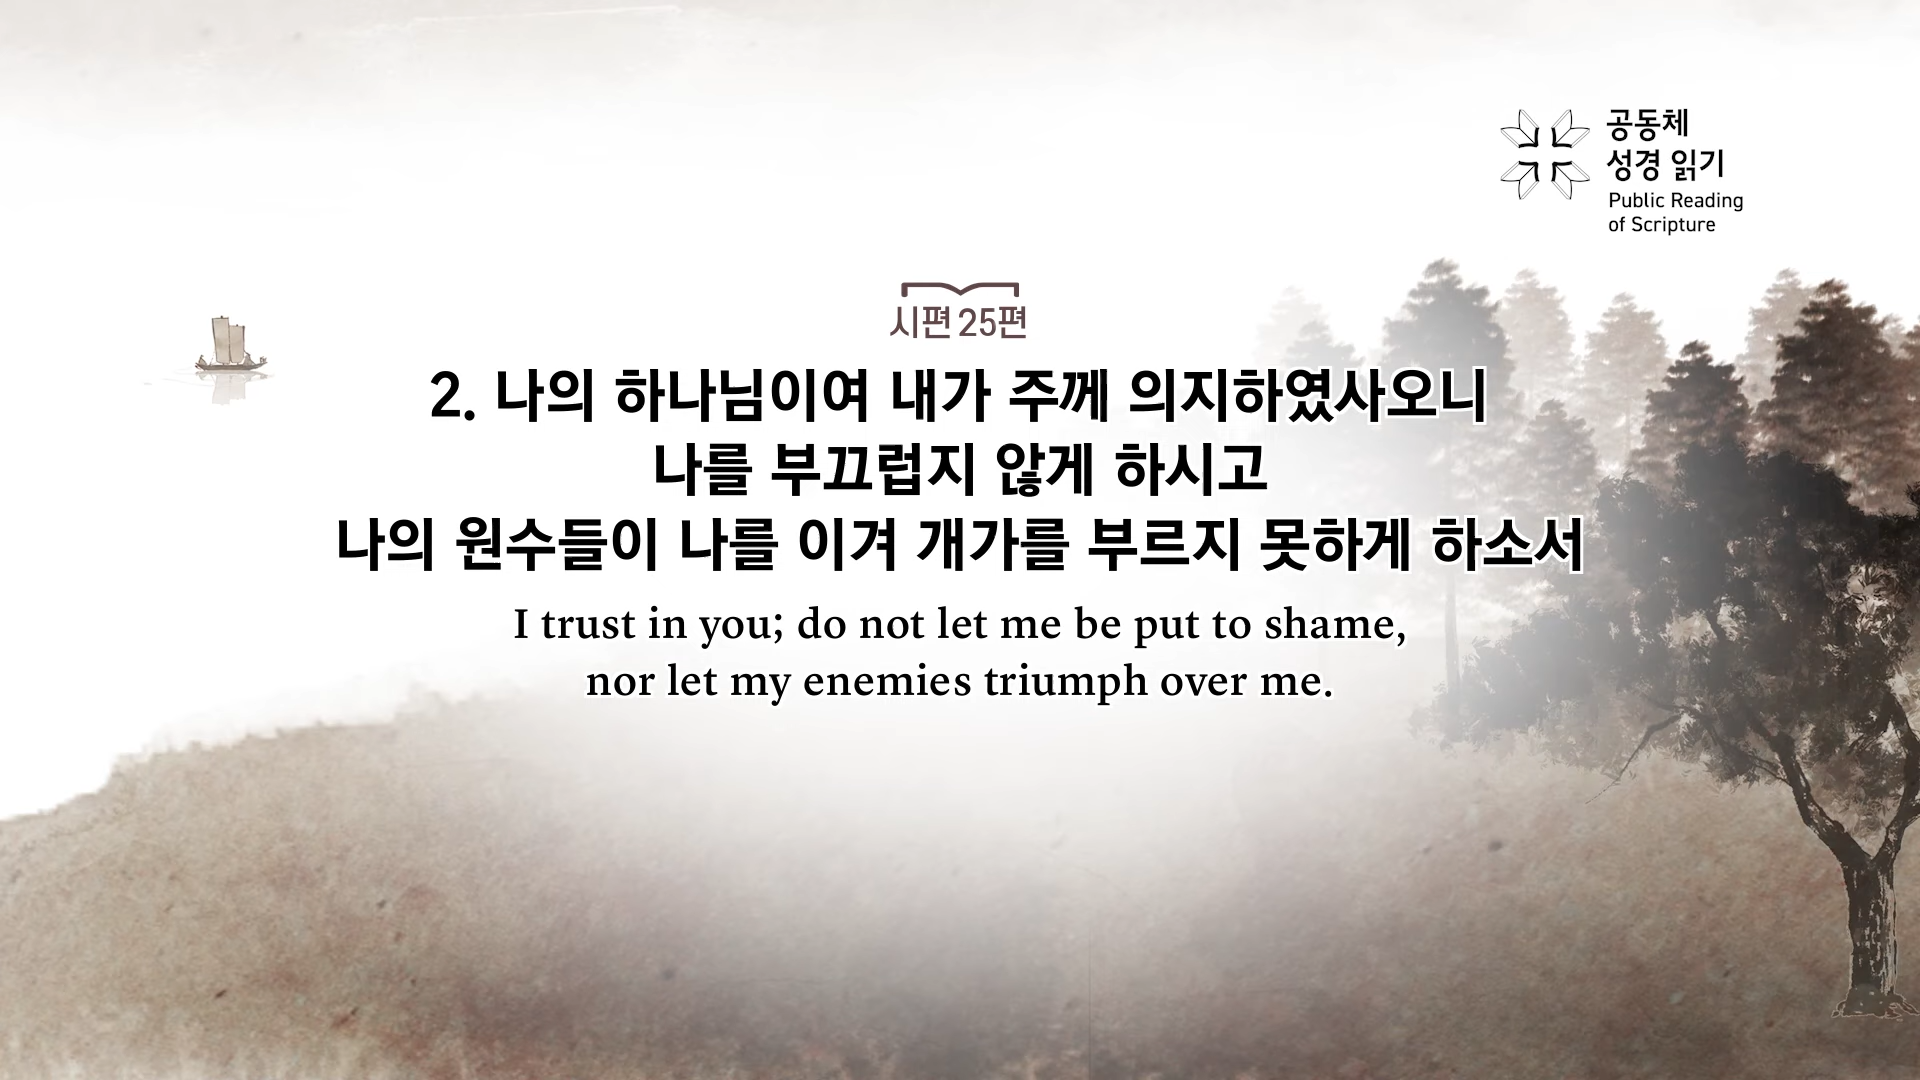 공동체
성경 읽기
Public Reading
of Scripture
시편 25편
2. 나의 하나님이여 내가 주께 의지하였사오니
나를 부끄럽지 않게 하시고
나의 원수들이 나를 이겨 개가를 부르지 못하게 하소서
I trust in you; do not let me be put to shame,
nor let my enemies triumph over me.